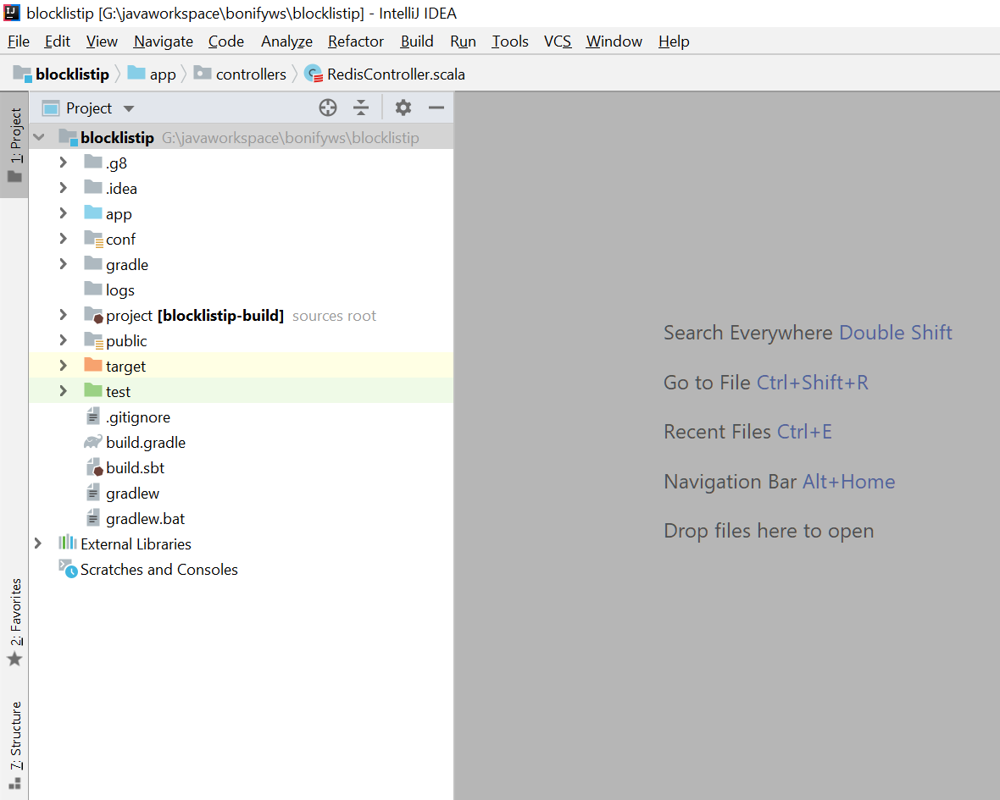 blocklistip [G:\javaworkspace\bonifyws\blocklistip] - IntelliJ IDEA
File Edit View Navigate Code Analyze Refactor Build Run Tools VCS Window Help
blocklistip app controllers RedisController.scala
1: Project
Project
blocklistip G:\javaworkspace\bonifyws\blocklistip
.g8
.idea
app
conf
gradle
logs
project [blocklistip-build] sources root
public
target
test
.gitignore
build.gradle
build.sbt
gradlew
gradlew.bat
External Libraries
Scratches and Consoles
2: Favorites
7: Structure
Search Everywhere Double Shift
Go to File Ctrl+Shift+R
Recent Files Ctrl+E
Navigation Bar Alt+Home
Drop files here to open